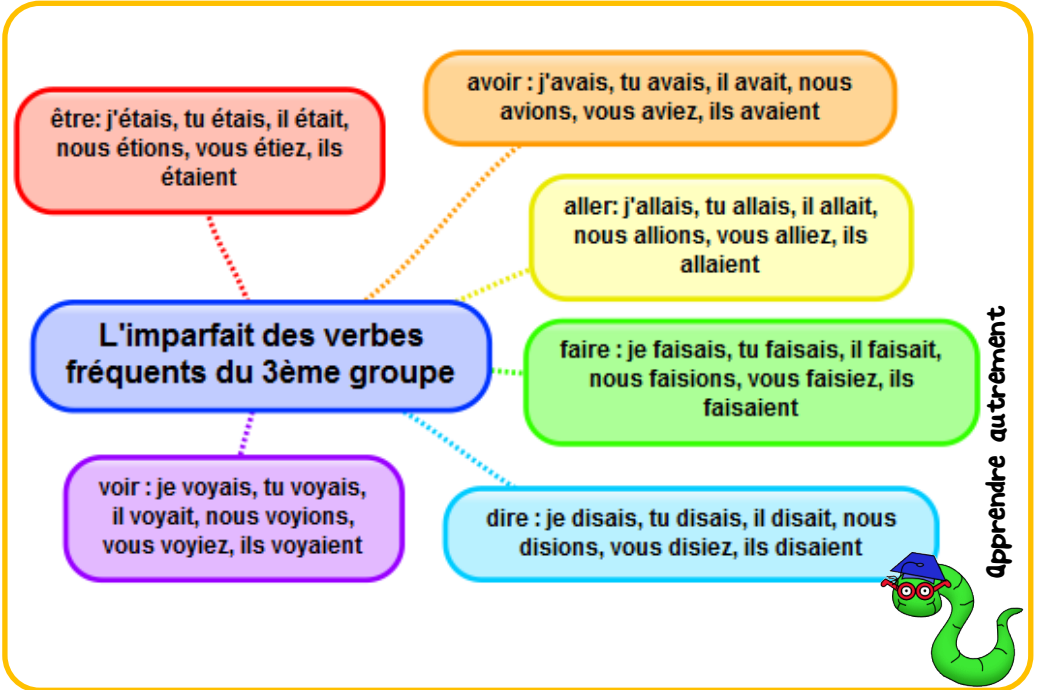 avoir : j'avais, tu avais, il avait, nous
avions, vous aviez, ils avaient
être: j'étais, tu étais, il était,
nous étions, vous étiez, ils
étaient
aller: j'allais, tu allais, il allait,
nous allions, vous alliez, ils
allaient
L'imparfait des verbes
fréquents du 3ème groupe
faire : je faisais, tu faisais, il faisait,
nous faisions, vous faisiez, ils
faisaient
voir : je voyais, tu voyais,
il voyait, nous voyions,
vous voyiez, ils voyaient
dire : je disais, tu disais, il disait, nous
disions, vous disiez, ils disaient
apprendre autrement